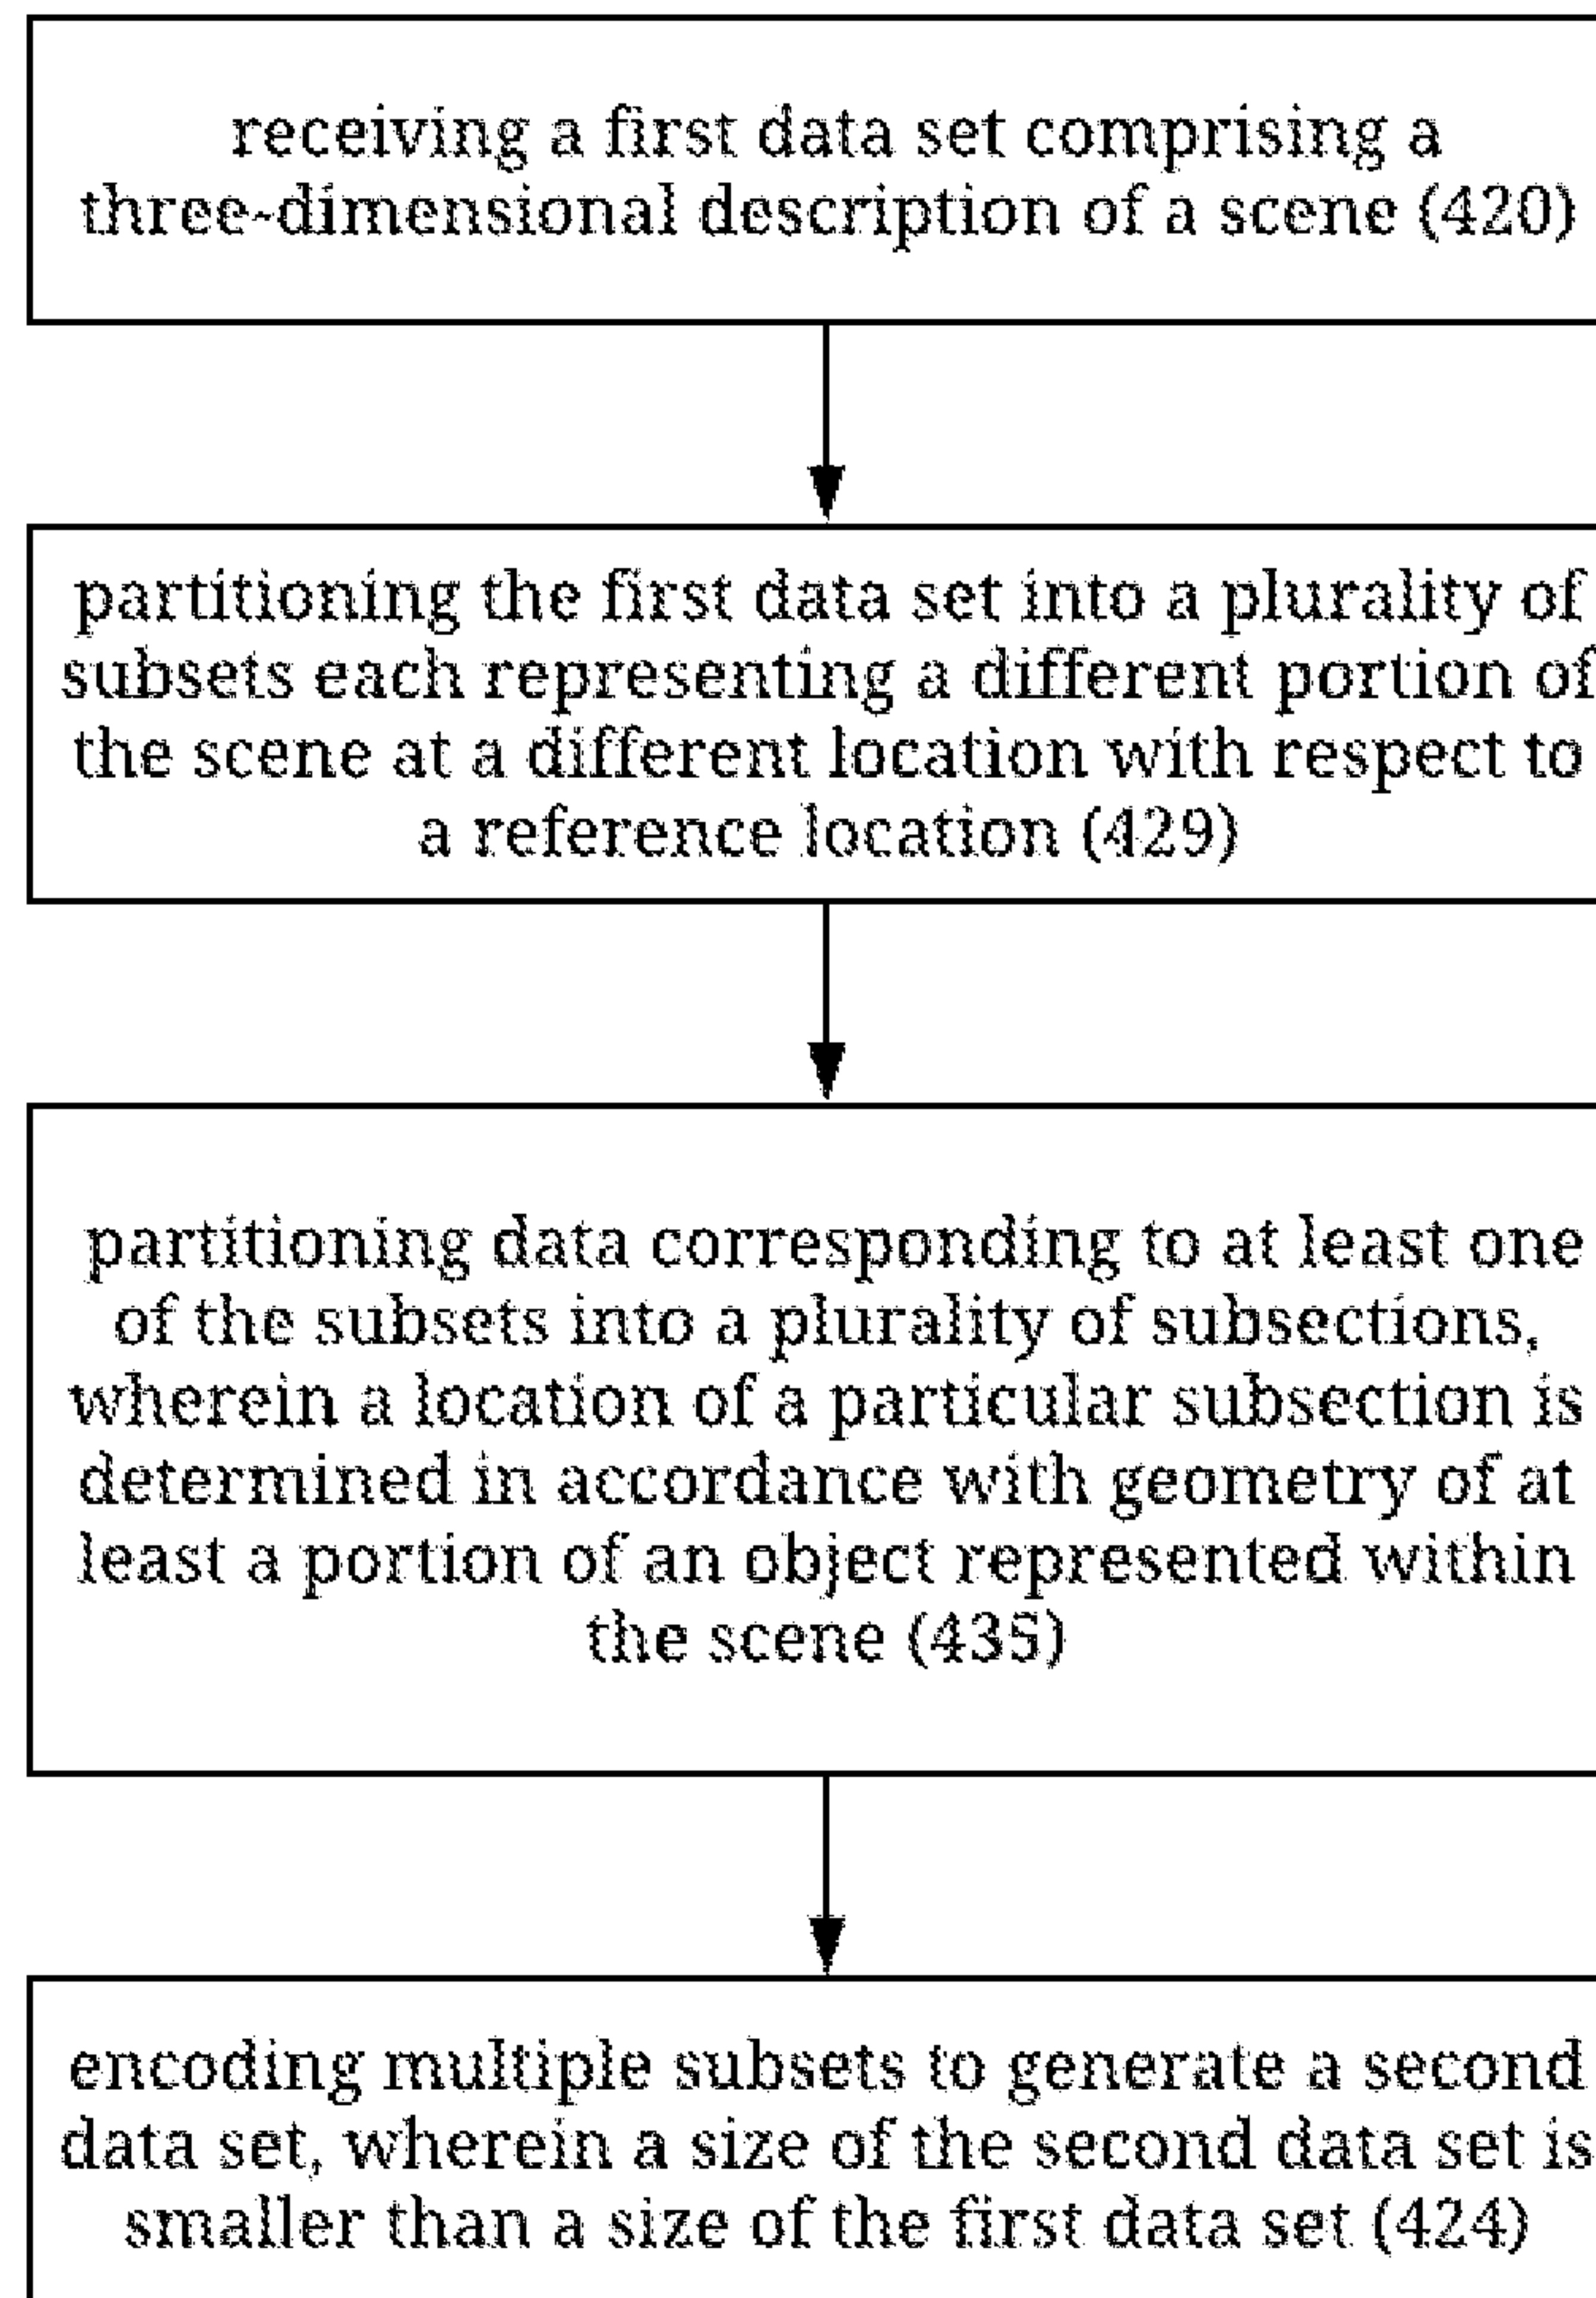 receiving a first data set comprising a
three-dimensional description of a scene (420)
partitioning the first data set into a plurality of
subsets each representing a different portion of
the scene at a different location with respect to
a reference location (429)
partitioning data corresponding to at least one
of the subsets into a plurality of subsections,
wherein a location of a particular subsection is
determined in accordance with geometry of at
least a portion of an object represented within
the scene (435)
encoding multiple subsets to generate a second
data set, wherein a size of the second data set is
smaller than a size of the first data set (424)